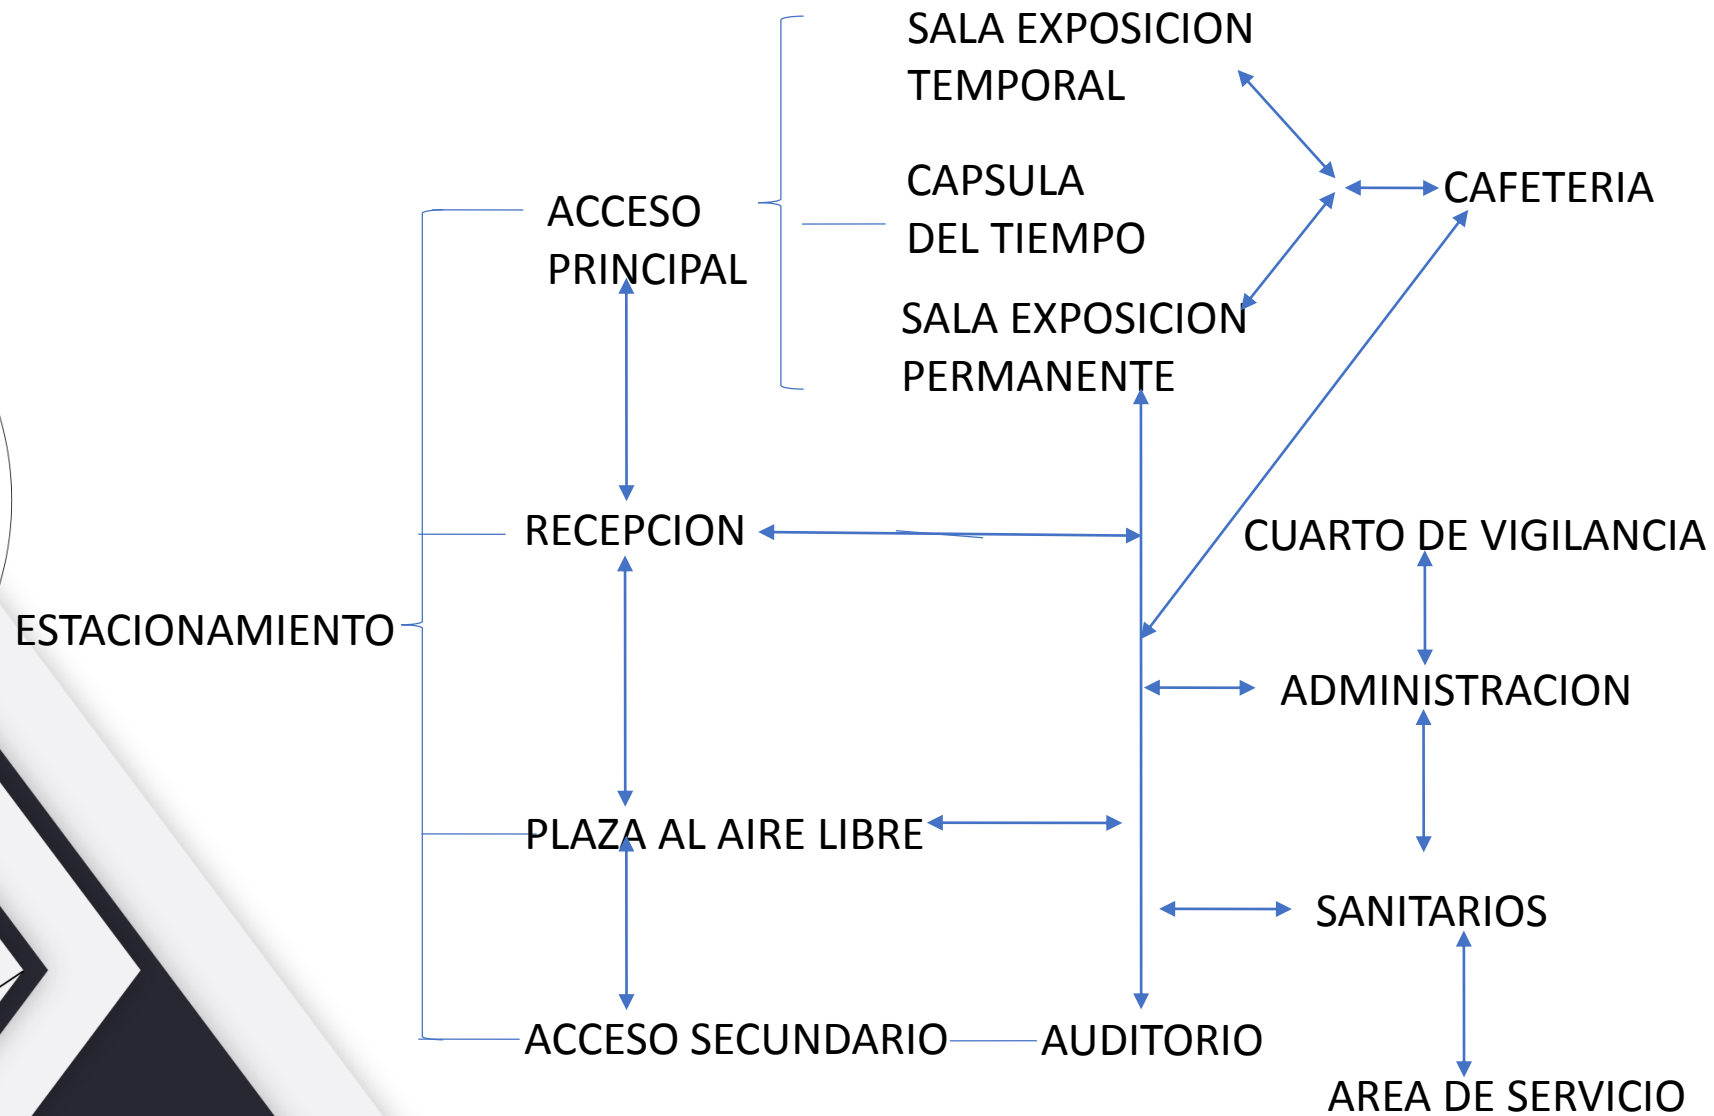 SALA EXPOSICION
TEMPORAL
CAPSULA
DEL TIEMPO
CAFETERIA
ACCESO
PRINCIPAL
SALA EXPOSICION
PERMANENTE
RECEPCION
CUARTO DE VIGILANCIA
ESTACIONAMIENTO
ADMINISTRACION
PLAZA AL AIRE LIBRE
SANITARIOS
ACCESO SECUNDARIO
AUDITORIO
AREA DE SERVICIO